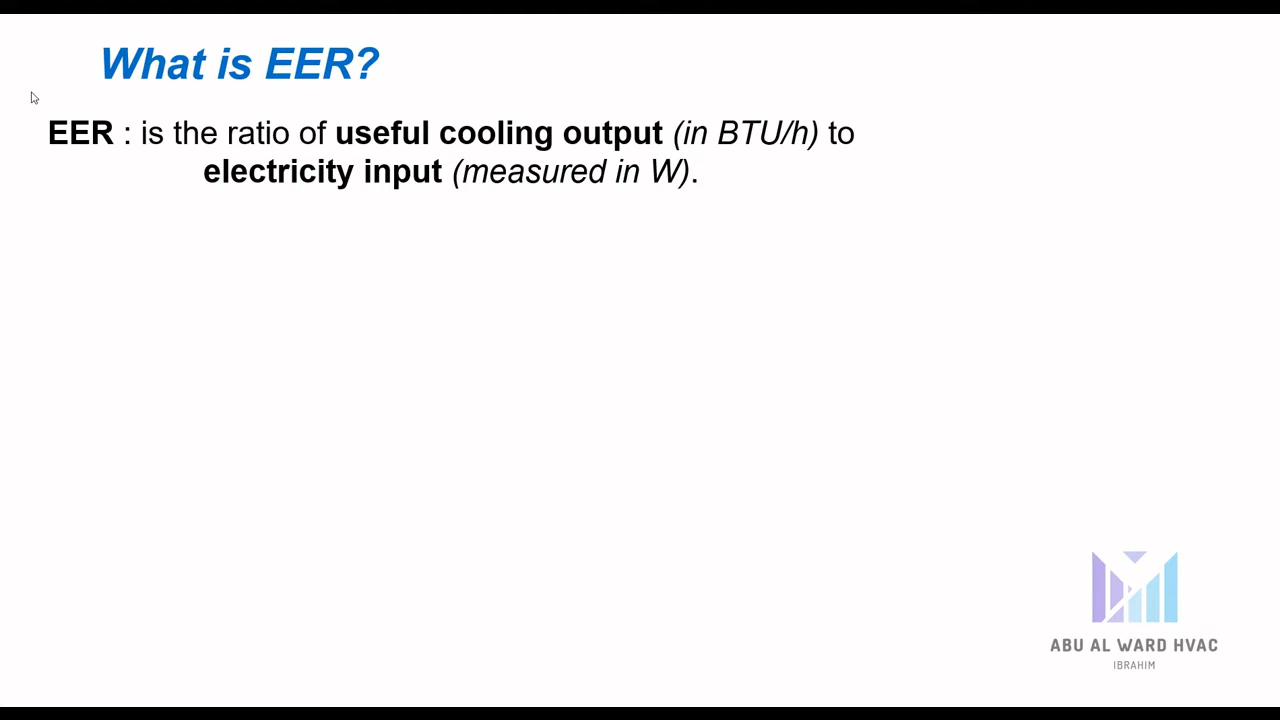 What is EER?
EER : is the ratio of useful cooling output (in BTU/h) to
electricity input (measured in W).
ABU AL WARD HVAC
IBRAHIM